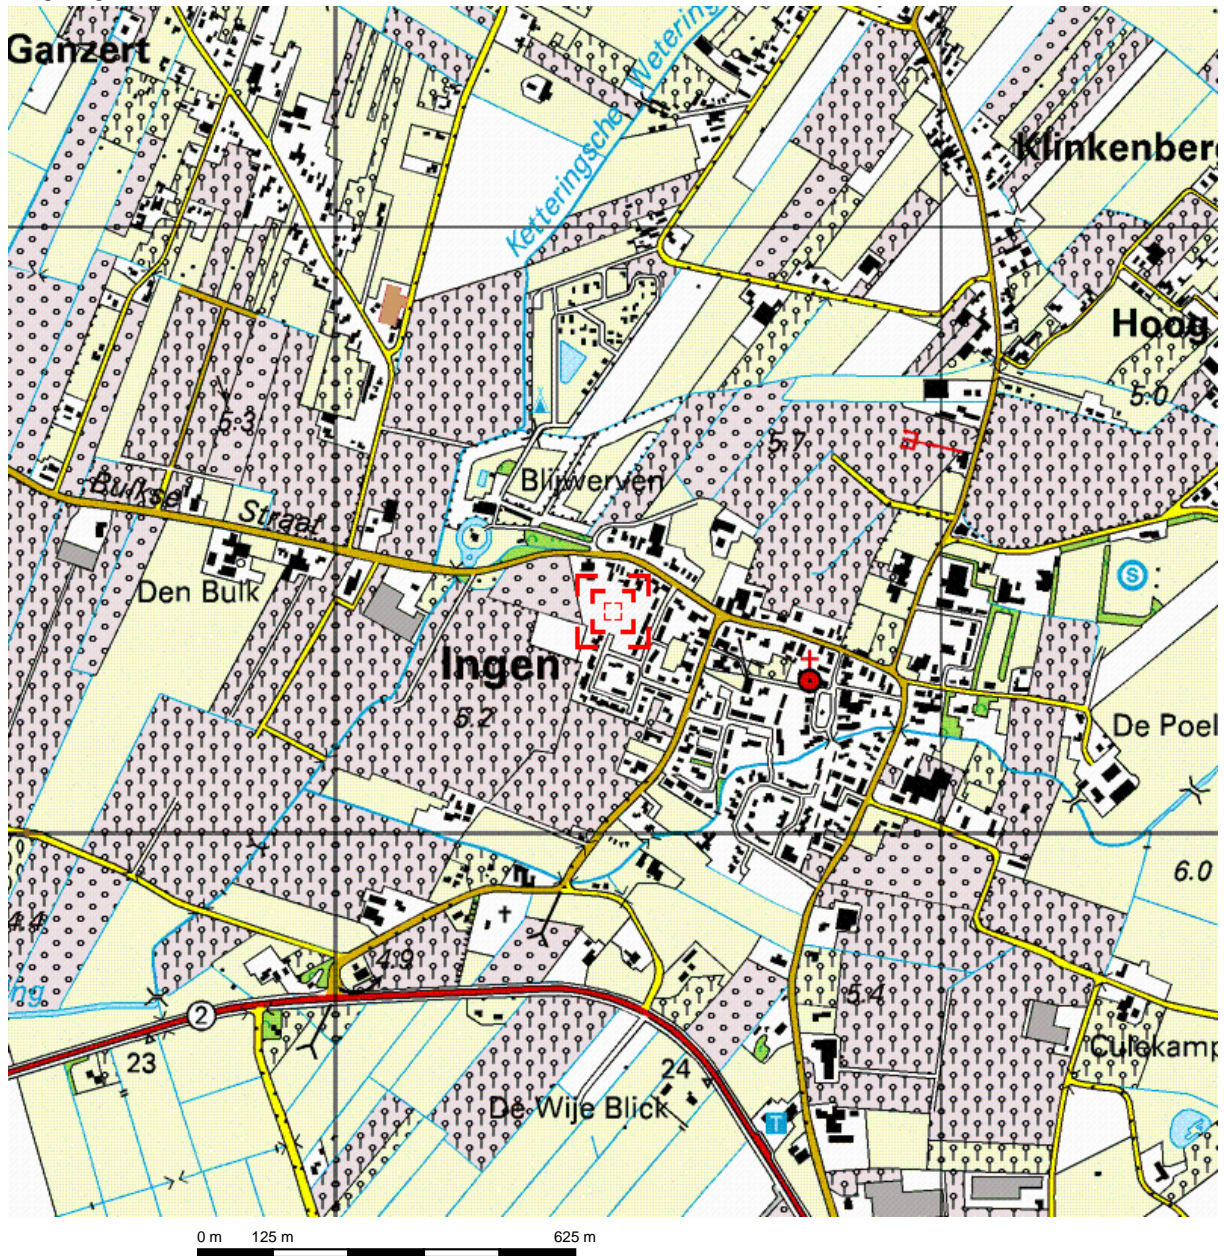 Ganzert
Ketteringsche Wetering
Klinkenberg
Hoog
5.0
5.3
5.7
Bulkse Straat
Blijwerven
S
Den Bulk
Ingen
5.2
De Poel
6.0
4.4
4.9
ng
2
5.4
23
24
Culekamp
De Wije Blick
T
0 m 125 m 625 m